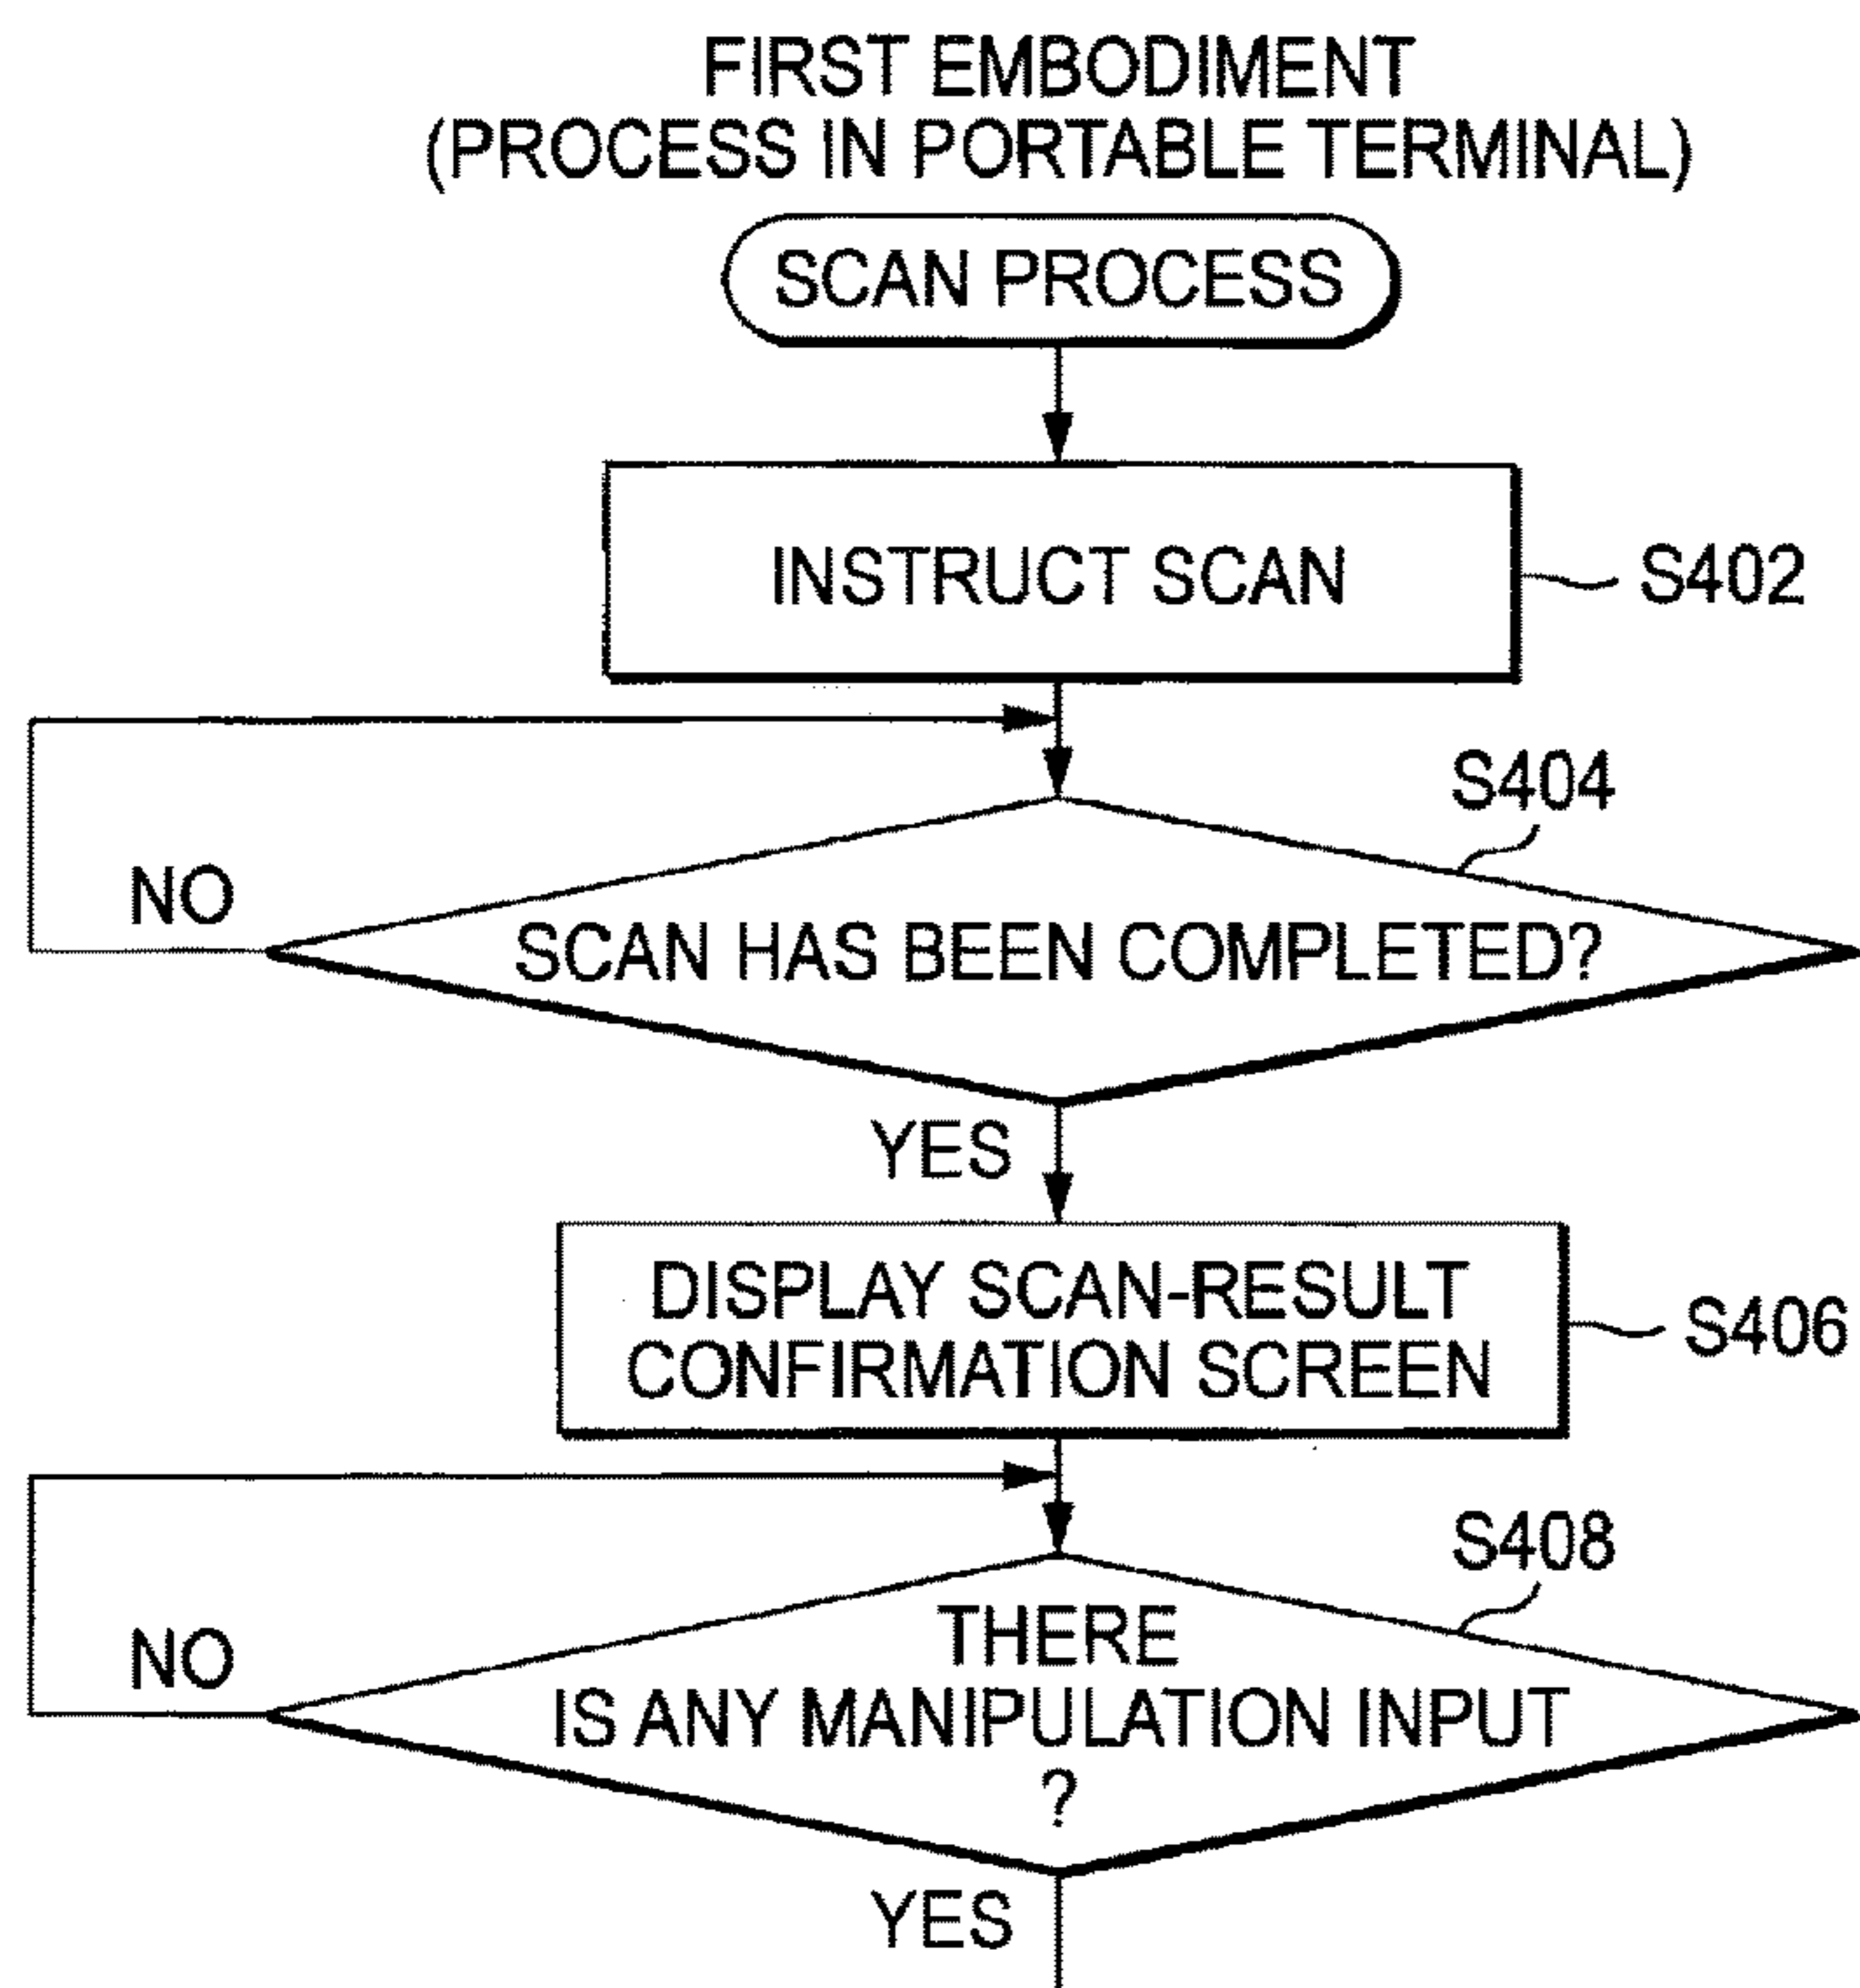 FIRST EMBODIMENT
(PROCESS IN PORTABLE TERMINAL)
SCAN PROCESS
INSTRUCT SCAN
S402
S404
NO
SCAN HAS BEEN COMPLETED?
YES
DISPLAY SCAN-RESULT
CONFIRMATION SCREEN
S406
S408
THERE
NO
IS ANY MANIPULATION INPUT
?
YES